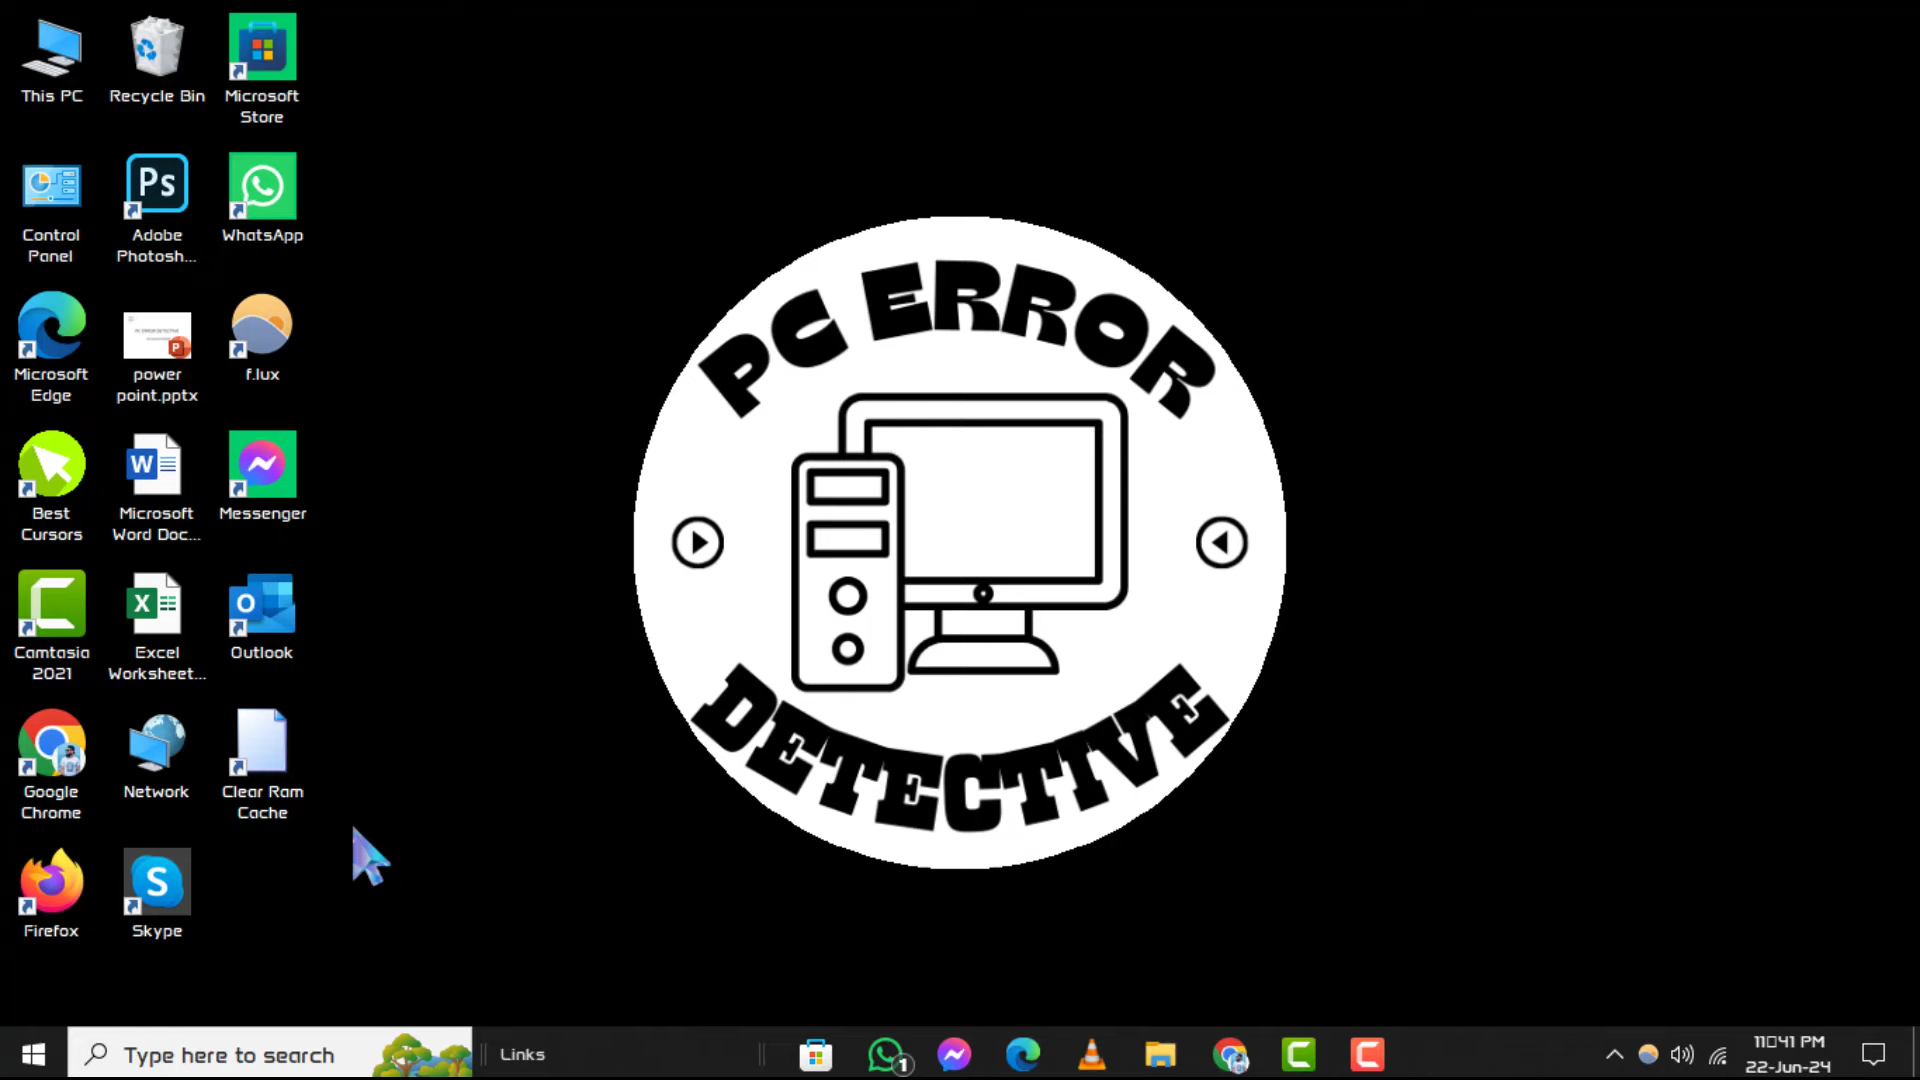 This PC
Recycle Bin
Microsoft
Store
Control
Panel
Ps
Adobe
Photosh...
WhatsApp
Microsoft
Edge
power
point.pptx
f.lux
Best
Cursors
W
Microsoft
Word Doc...
Messenger
Camtasia
2021
X
Excel
Worksheet...
O
Outlook
Google
Chrome
Network
Clear Ram
Cache
Firefox
S
Skype
PC ERROR
DETECTIVE
Type here to search
Links
1
11□41 PM
22-Jun-24